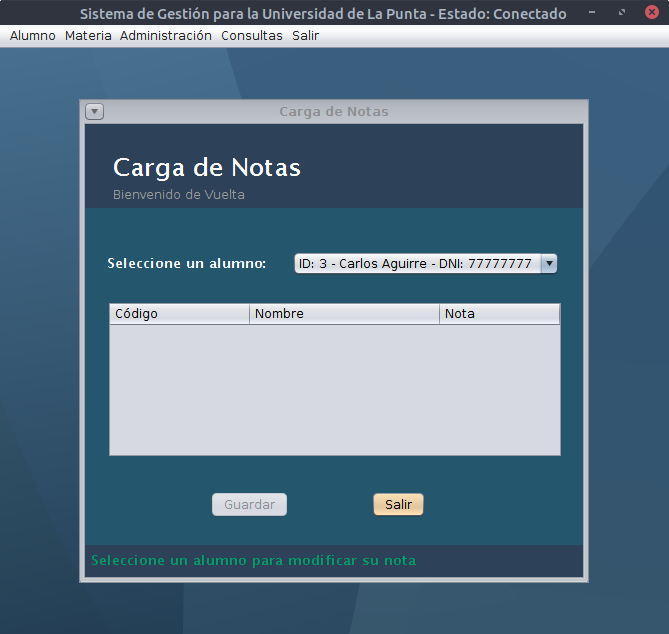 Sistema de Gestión para la Universidad de La Punta - Estado: Conectado
Alumno Materia Administración Consultas Salir
Carga de Notas
Carga de Notas
Bienvenido de Vuelta
Seleccione un alumno: ID: 3 - Carlos Aguirre - DNI: 77777777
Código Nombre Nota
Guardar Salir
Seleccione un alumno para modificar su nota